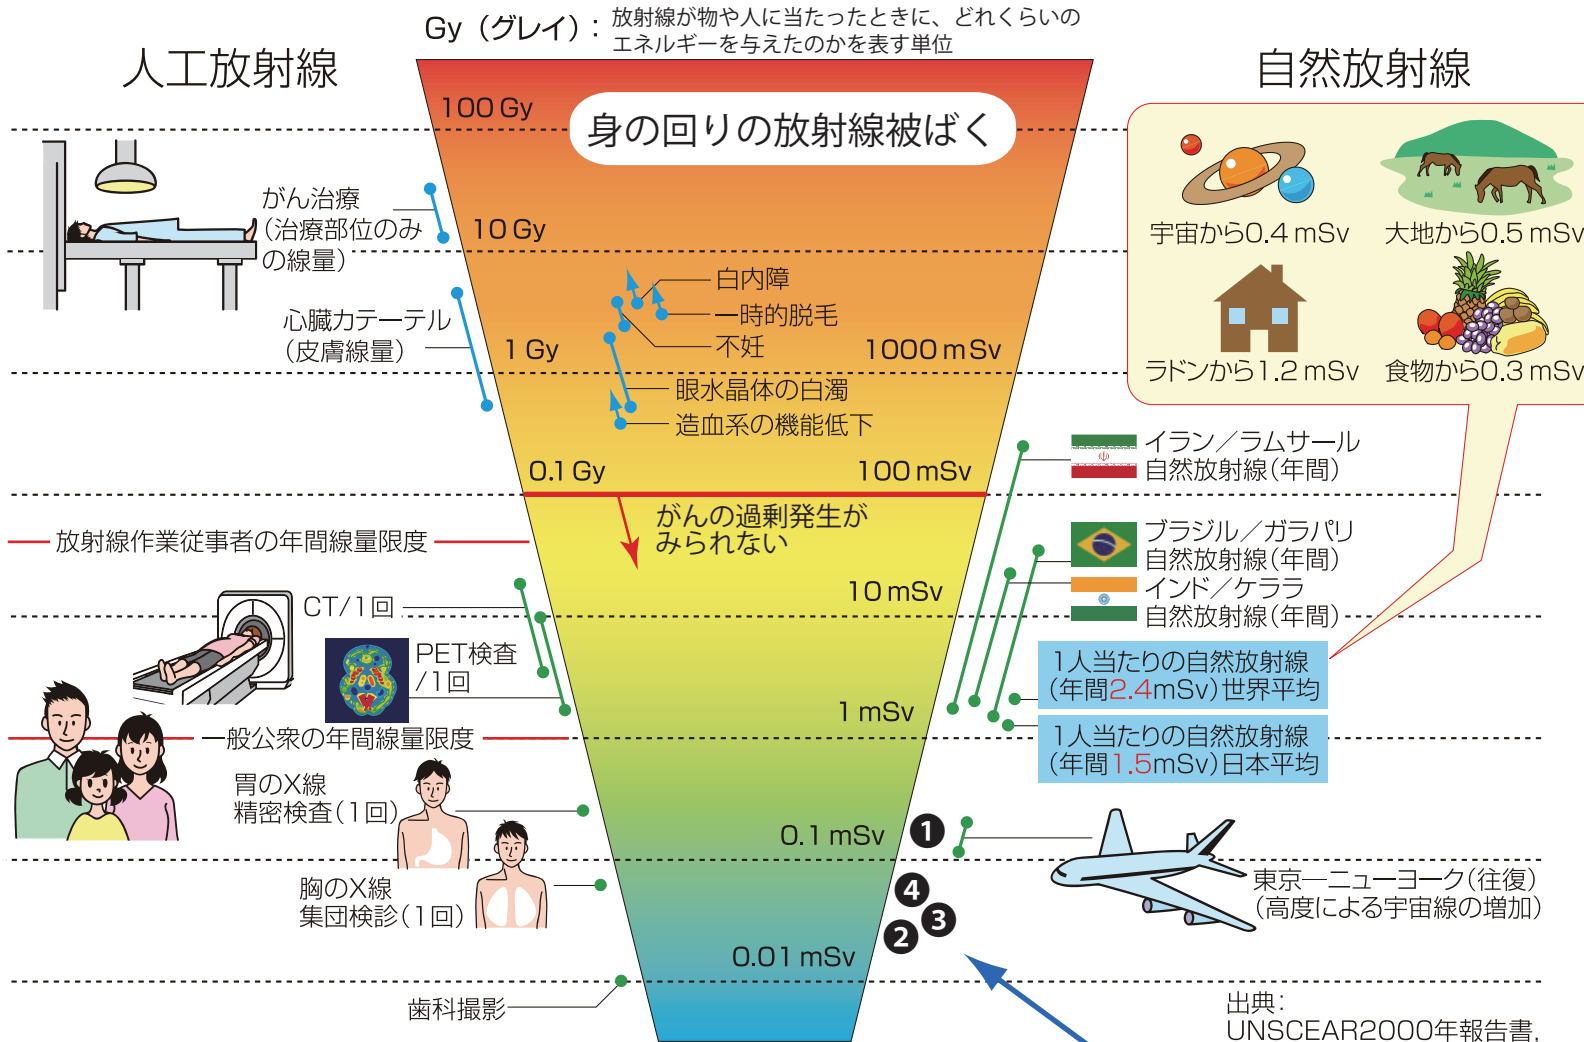 Gy（グレイ）：
放射線が物や人に当たったときに、どれくらいの
エネルギーを与えたのかを表す単位
人工放射線
自然放射線
身の回りの放射線被ばく
100 Gy
10 Gy
1 Gy
1000 mSv
0.1 Gy
100 mSv
10 mSv
1 mSv
0.1 mSv
0.01 mSv
がん治療
（治療部位のみ
の線量）
心臓カテーテル
（皮膚線量）
白内障
一時的脱毛
不妊
眼水晶体の白濁
造血系の機能低下
がんの過剰発生が
みられない
放射線作業従事者の年間線量限度
CT/1回
PET検査
/1回
一般公衆の年間線量限度
胃のX線
精密検査（1回）
胸のX線
集団検診（1回）
歯科撮影
宇宙から0.4 mSv
大地から0.5 mSv
ラドンから1.2 mSv
食物から0.3 mSv
イラン／ラムサール
自然放射線（年間）
ブラジル／ガラパリ
自然放射線（年間）
インド／ケララ
自然放射線（年間）
1人当たりの自然放射線
（年間2.4mSv）世界平均
1人当たりの自然放射線
（年間1.5mSv）日本平均
❶
❹
❸
❷
東京―ニューヨーク（往復）
（高度による宇宙線の増加）
出典：
UNSCEAR2000年報告書，